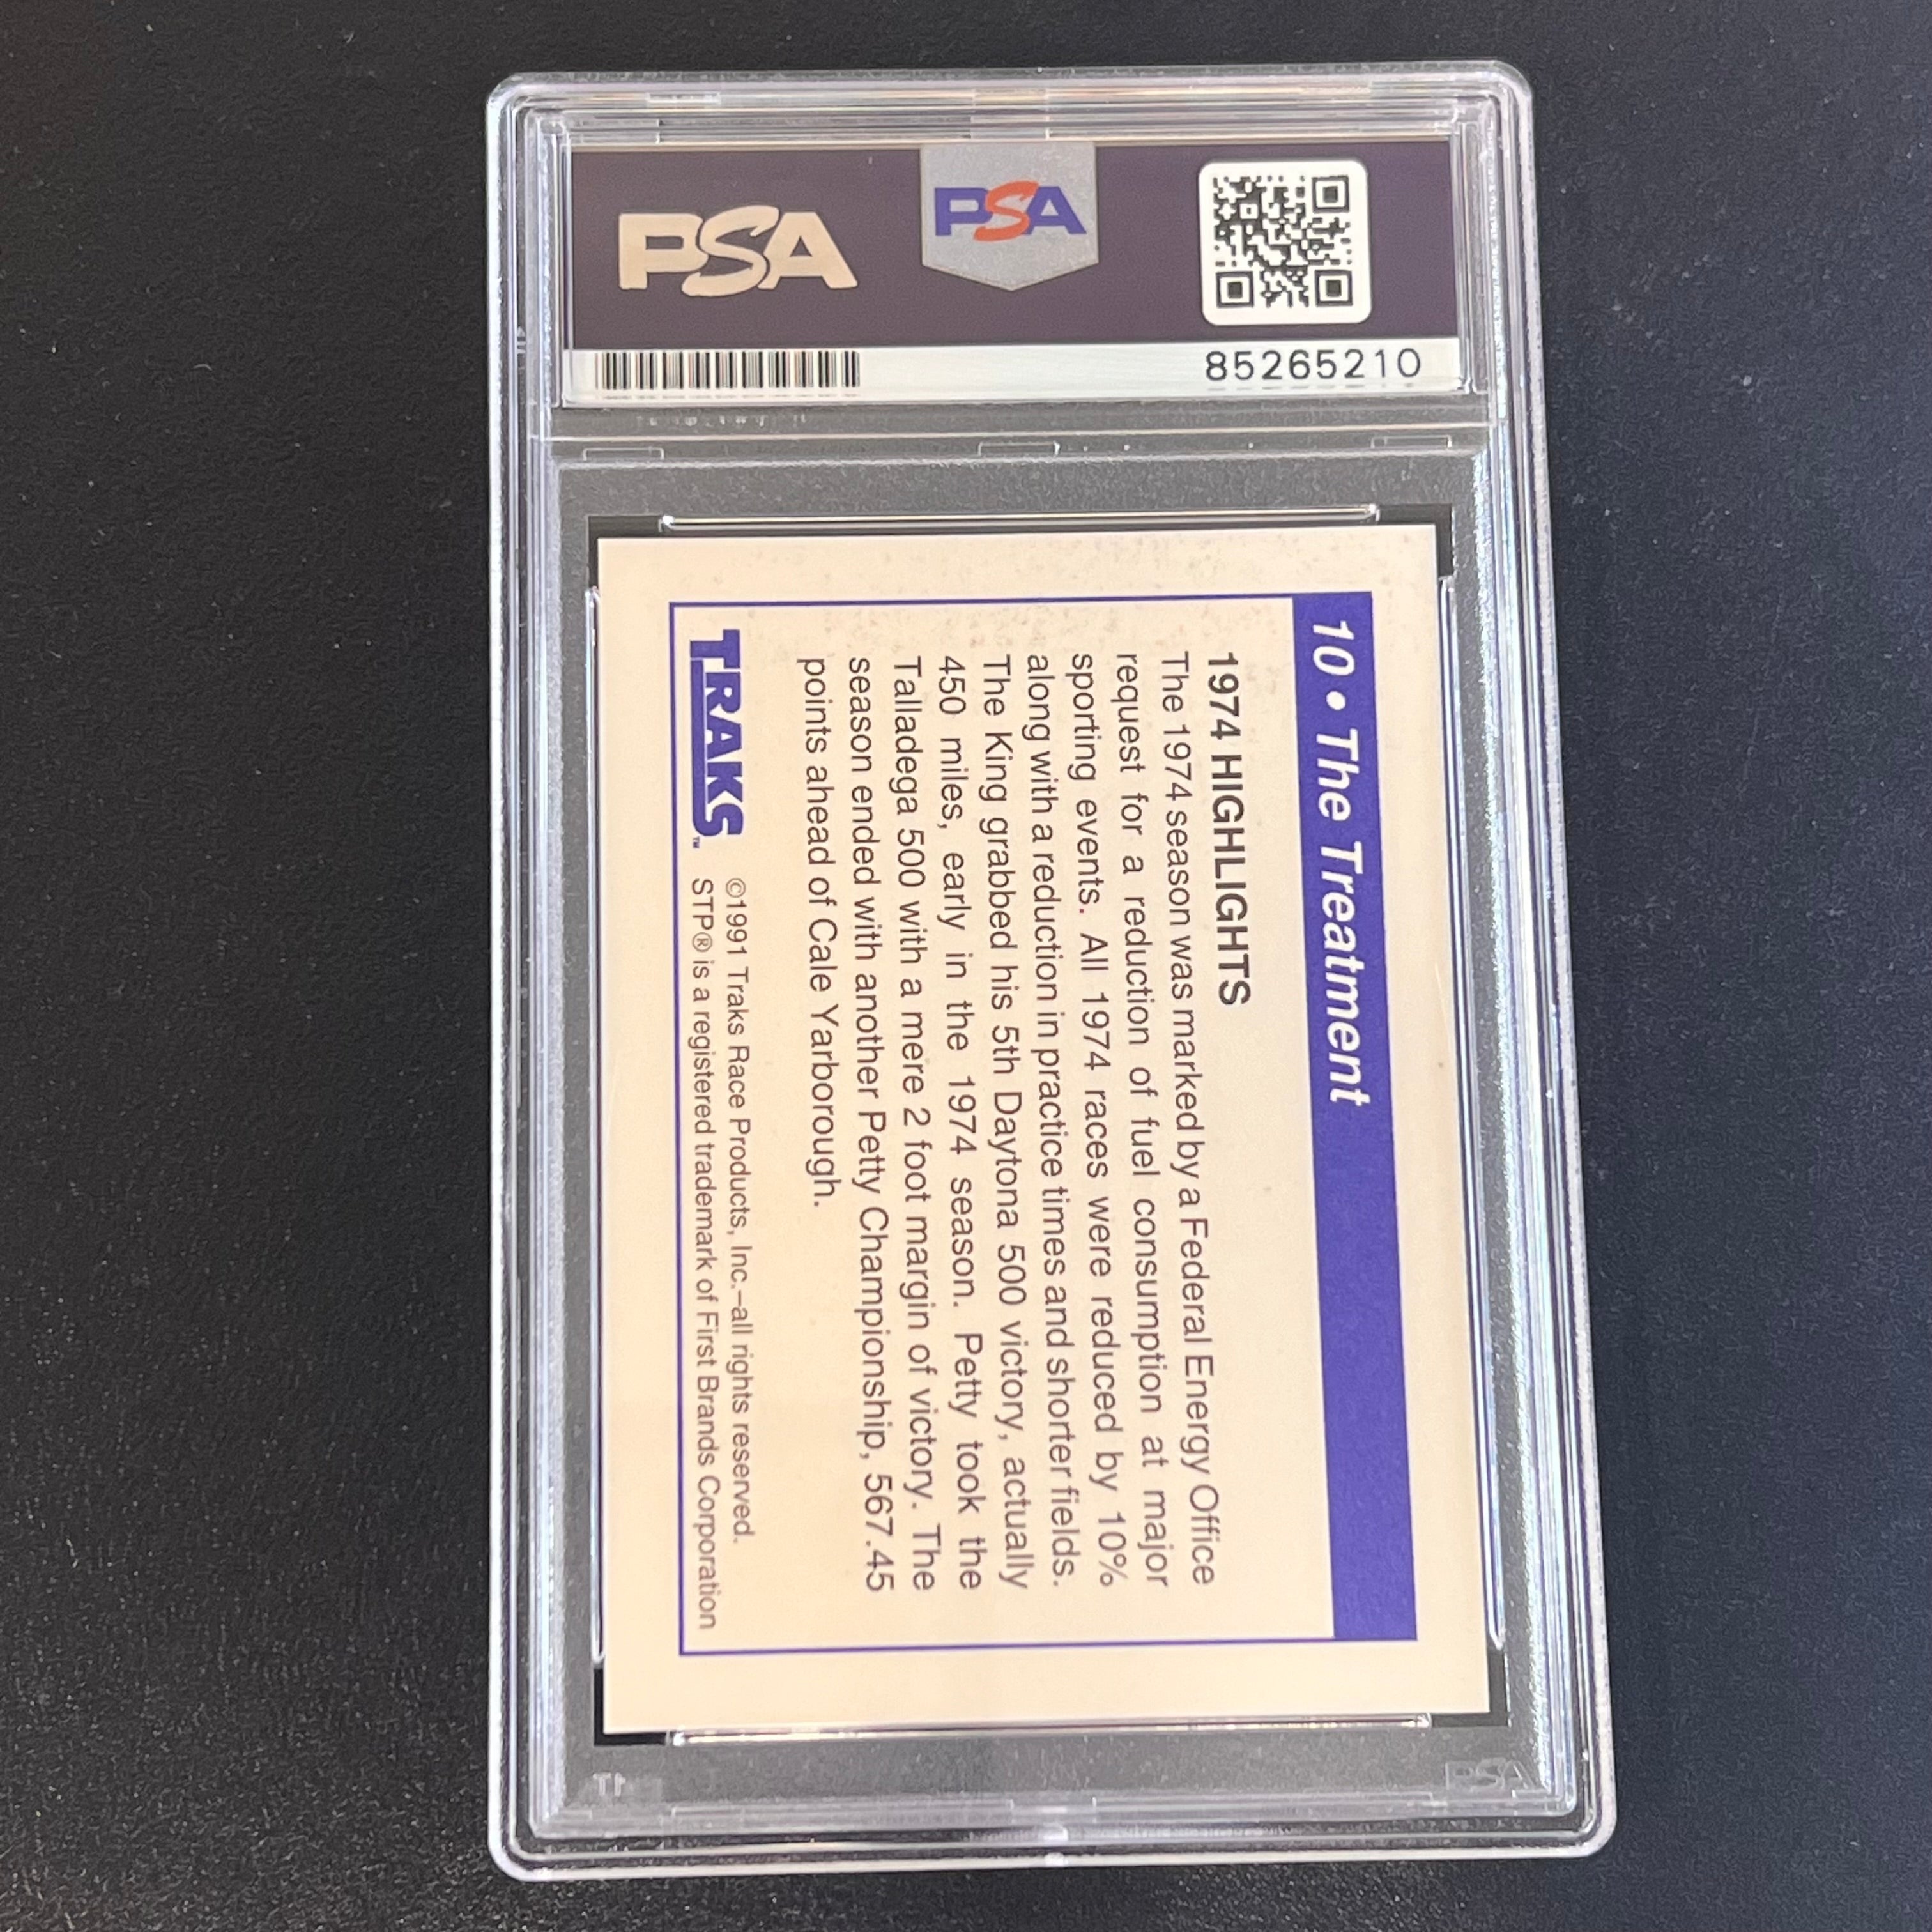 PSA
PSA
85265210
10 • The Treatment
1974 HIGHLIGHTS
The 1974 season was marked by a Federal Energy Office
request for a reduction of fuel consumption at major
sporting events. All 1974 races were reduced by 10%
along with a reduction in practice times and shorter fields.
The King grabbed his 5th Daytona 500 victory, actually
450 miles, early in the 1974 season. Petty took the
Talladega 500 with a mere 2 foot margin of victory. The
season ended with another Petty Championship, 567.45
points ahead of Cale Yarborough.
TRAKS™
©1991 Traks Race Products, Inc.–all rights reserved.
STP® is a registered trademark of First Brands Corporation
PSA